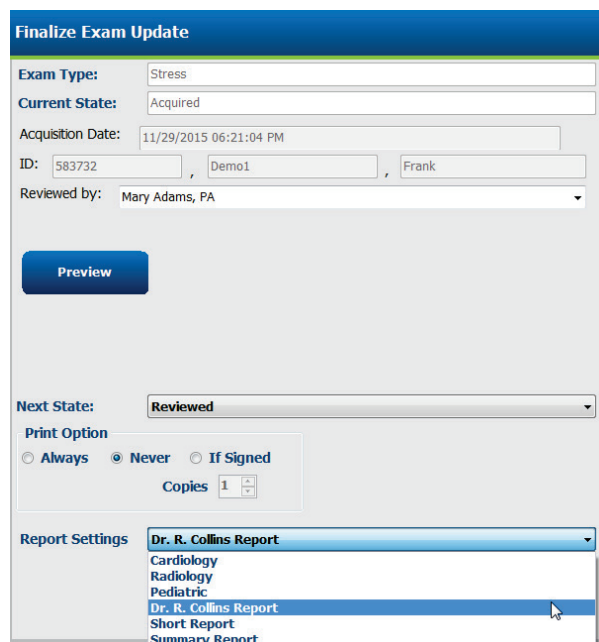 Finalize Exam Update
Exam Type: Stress
Current State: Acquired
Acquisition Date: 11/29/2015 06:21:04 PM
ID: 583732 , Demo1 , Frank
Reviewed by: Mary Adams, PA
Preview
Next State: Reviewed
Print Option
Always Never If Signed
Copies 1
Report Settings Dr. R. Collins Report
Cardiology
Radiology
Pediatric
Dr. R. Collins Report
Short Report
Summary Report